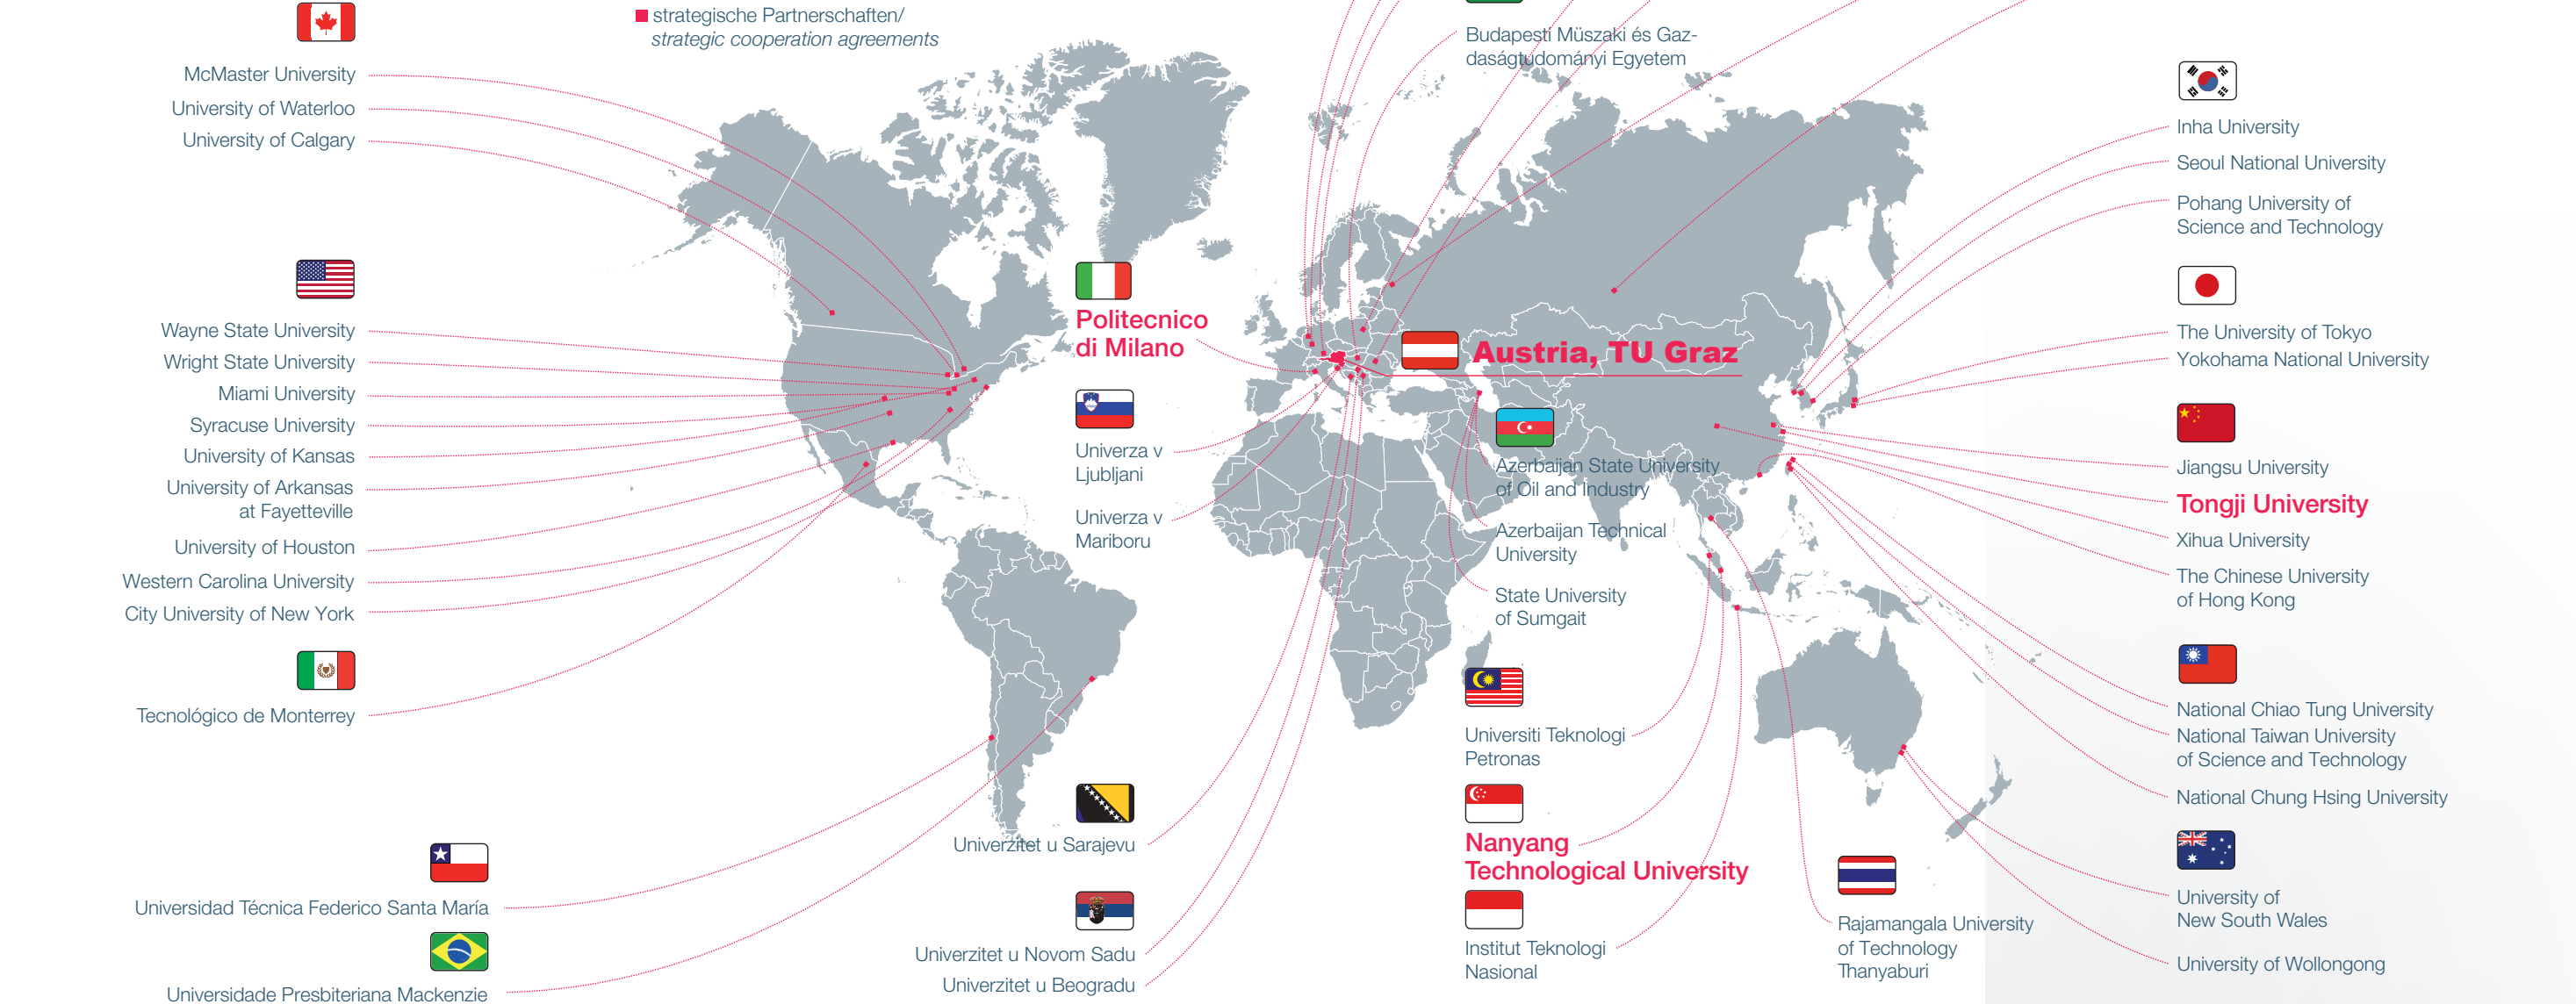 strategische Partnerschaften/
strategic cooperation agreements
McMaster University
University of Waterloo
University of Calgary
Wayne State University
Wright State University
Miami University
Syracuse University
University of Kansas
University of Arkansas
at Fayetteville
University of Houston
Western Carolina University
City University of New York
Tecnológico de Monterrey
Universidad Técnica Federico Santa María
Universidade Presbiteriana Mackenzie
Politecnico
di Milano
Univerza v
Ljubljani
Univerza v
Mariboru
Univerzitet u Sarajevu
Univerzitet u Novom Sadu
Univerzitet u Beogradu
Budapesti Müszaki és Gaz-
daságtudományi Egyetem
Austria, TU Graz
Azerbaijan State University
of Oil and Industry
Azerbaijan Technical
University
State University
of Sumgait
Universiti Teknologi
Petronas
Nanyang
Technological University
Institut Teknologi
Nasional
Rajamangala University
of Technology
Thanyaburi
Inha University
Seoul National University
Pohang University of
Science and Technology
The University of Tokyo
Yokohama National University
Jiangsu University
Tongji University
Xihua University
The Chinese University
of Hong Kong
National Chiao Tung University
National Taiwan University
of Science and Technology
National Chung Hsing University
University of
New South Wales
University of Wollongong